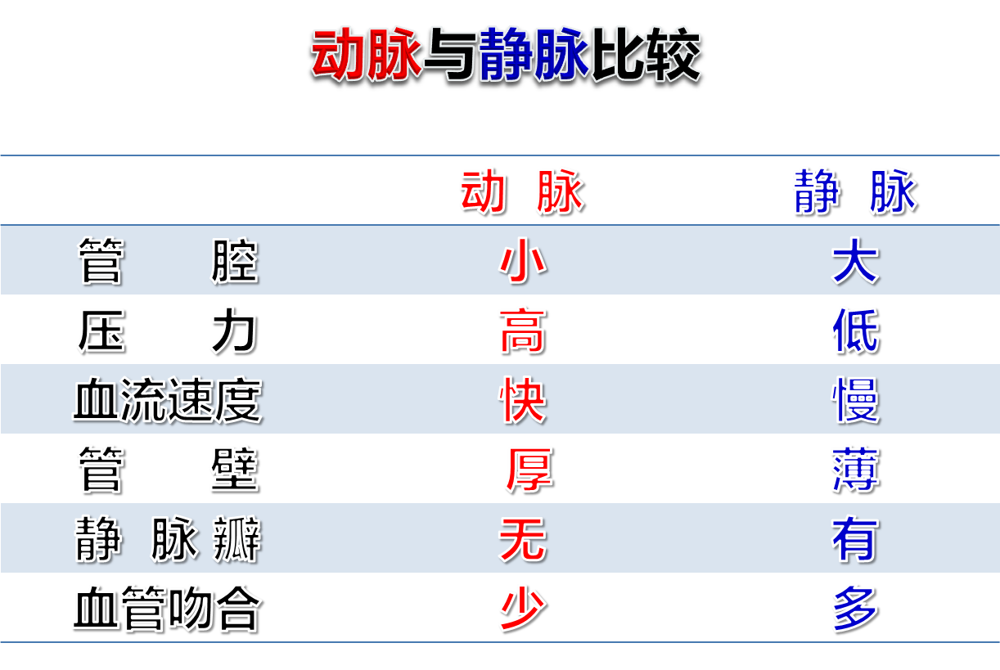 动脉与静脉比较
动 脉 静 脉
管 腔 小 大
压 力 高 低
血流速度 快 慢
管 壁 厚 薄
静 脉 瓣 无 有
血管吻合 少 多